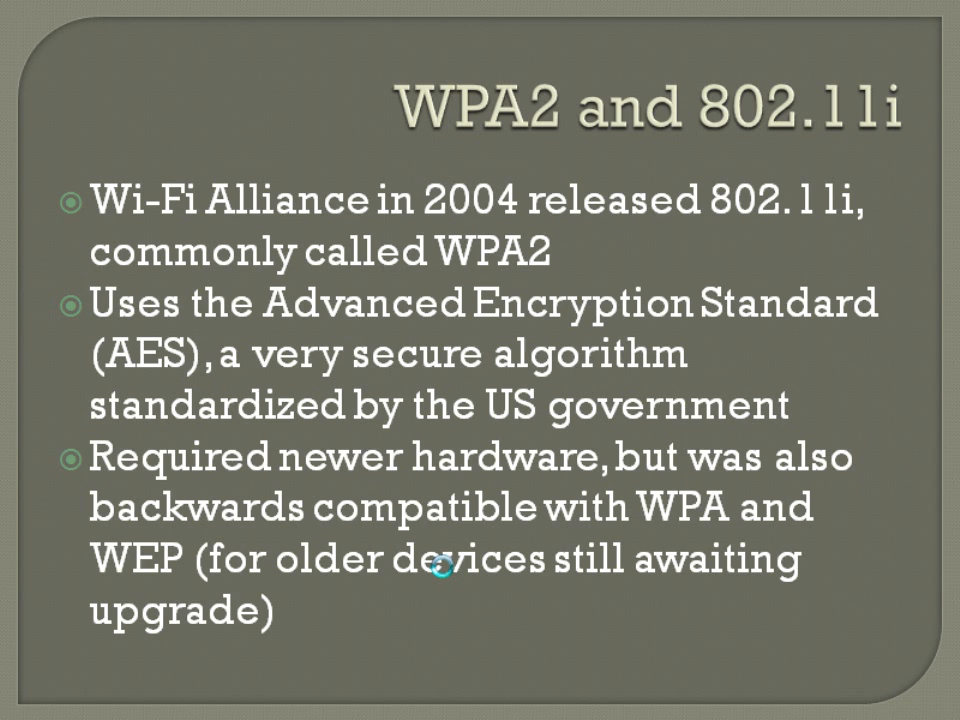 WPA2 and 802.11i
Wi-Fi Alliance in 2004 released 802.11i,
commonly called WPA2
Uses the Advanced Encryption Standard
(AES), a very secure algorithm
standardized by the US government
Required newer hardware, but was also
backwards compatible with WPA and
WEP (for older devices still awaiting
upgrade)